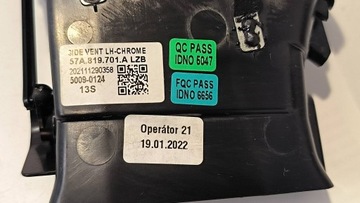 SIDE VENT LH-CHROME
57A.819.701.A LZB
202111290358
5009-0124
13S
QC PASS
IDNO 5047
FQC PASS
IDNO 6656
Operátor 21
19.01.2022